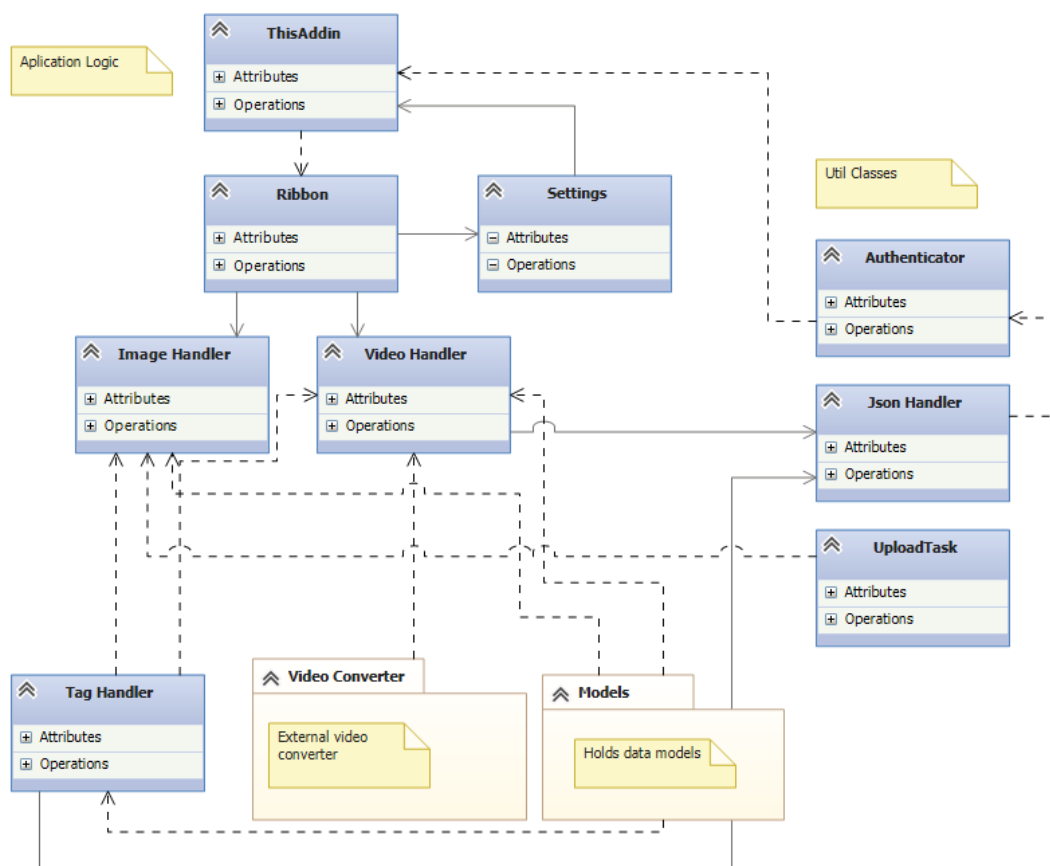 ThisAddin
Aplication Logic
Attributes
Operations
Util Classes
Ribbon
Attributes
Operations
Settings
Attributes
Operations
Authenticator
Attributes
Operations
Image Handler
Attributes
Operations
Video Handler
Attributes
Operations
Json Handler
Attributes
Operations
UploadTask
Attributes
Operations
Tag Handler
Attributes
Operations
Video Converter
External video
converter
Models
Holds data models